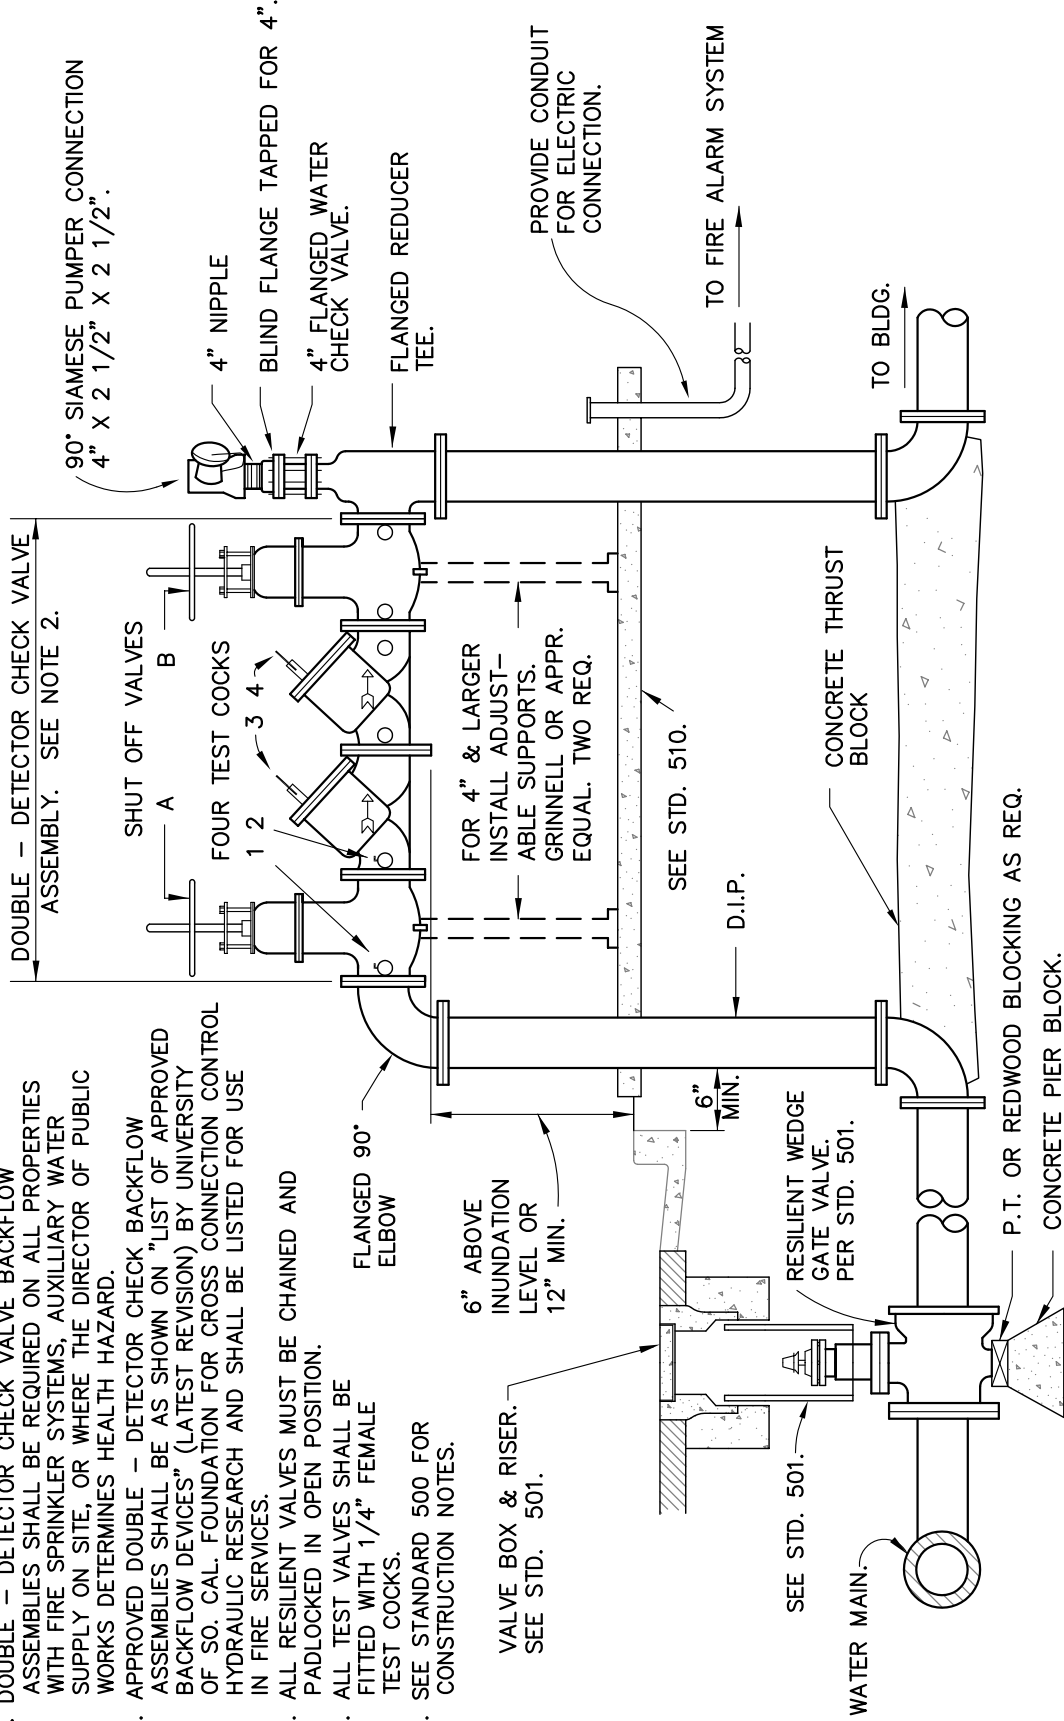 . DOUBLE – DETECTOR CHECK VALVE BACKFLOW
ASSEMBLIES SHALL BE REQUIRED ON ALL PROPERTIES
WITH FIRE SPRINKLER SYSTEMS, AUXILLIARY WATER
SUPPLY ON SITE, OR WHERE THE DIRECTOR OF PUBLIC
WORKS DETERMINES HEALTH HAZARD.
. APPROVED DOUBLE – DETECTOR CHECK BACKFLOW
ASSEMBLIES SHALL BE AS SHOWN ON "LIST OF APPROVED
BACKFLOW DEVICES" (LATEST REVISION) BY UNIVERSITY
OF SO. CAL. FOUNDATION FOR CROSS CONNECTION CONTROL
HYDRAULIC RESEARCH AND SHALL BE LISTED FOR USE
IN FIRE SERVICES.
. ALL RESILIENT VALVES MUST BE CHAINED AND
PADLOCKED IN OPEN POSITION.
. ALL TEST VALVES SHALL BE
FITTED WITH 1/4" FEMALE
TEST COCKS.
. SEE STANDARD 500 FOR
CONSTRUCTION NOTES.
DOUBLE – DETECTOR CHECK VALVE
ASSEMBLY. SEE NOTE 2.
SHUT OFF VALVES
A B
FOUR TEST COCKS
1 2 3 4
90° SIAMESE PUMPER CONNECTION
4" X 2 1/2" X 2 1/2".
4" NIPPLE
BLIND FLANGE TAPPED FOR 4".
4" FLANGED WATER
CHECK VALVE.
FLANGED REDUCER
TEE.
FLANGED 90°
ELBOW
6" ABOVE
INUNDATION
LEVEL OR
12" MIN.
FOR 4" & LARGER
INSTALL ADJUST–
ABLE SUPPORTS.
GRINNELL OR APPR.
EQUAL. TWO REQ.
PROVIDE CONDUIT
FOR ELECTRIC
CONNECTION.
SEE STD. 510.
TO FIRE ALARM SYSTEM
6"
MIN.
D.I.P.
VALVE BOX & RISER.
SEE STD. 501.
RESILIENT WEDGE
GATE VALVE.
PER STD. 501.
CONCRETE THRUST
BLOCK
TO BLDG.
SEE STD. 501.
WATER MAIN.
P.T. OR REDWOOD BLOCKING AS REQ.
CONCRETE PIER BLOCK.